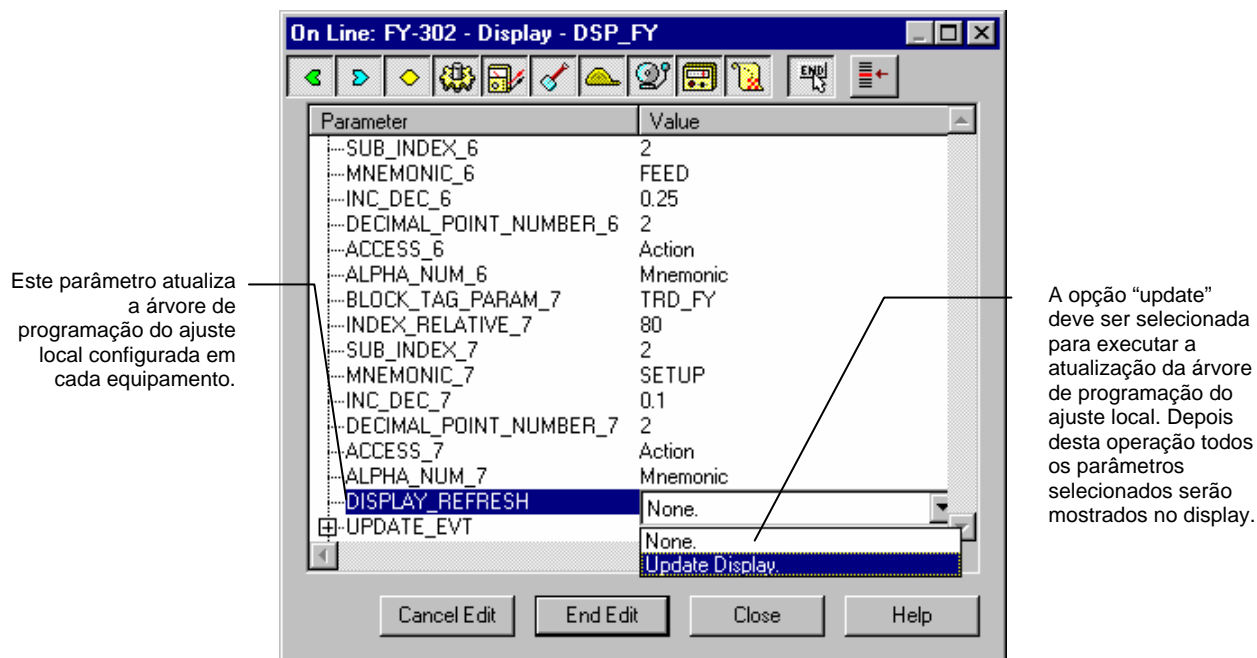 On Line: FY-302 - Display - DSP_FY
END!
Parameter Value
SUB_INDEX_6 2
MNEMONIC_6 FEED
INC_DEC_6 0.25
DECIMAL_POINT_NUMBER_6 2
ACCESS_6 Action
ALPHA_NUM_6 Mnemonic
BLOCK_TAG_PARAM_7 TRD_FY
INDEX_RELATIVE_7 80
SUB_INDEX_7 2
MNEMONIC_7 SETUP
INC_DEC_7 0.1
DECIMAL_POINT_NUMBER_7 2
ACCESS_7 Action
ALPHA_NUM_7 Mnemonic
DISPLAY_REFRESH None.
UPDATE_EVT None.
Update Display.
Cancel Edit End Edit Close Help
Este parâmetro atualiza
a árvore de
programação do ajuste
local configurada em
cada equipamento.
A opção “update”
deve ser selecionada
para executar a
atualização da árvore
de programação do
ajuste local. Depois
desta operação todos
os parâmetros
selecionados serão
mostrados no display.